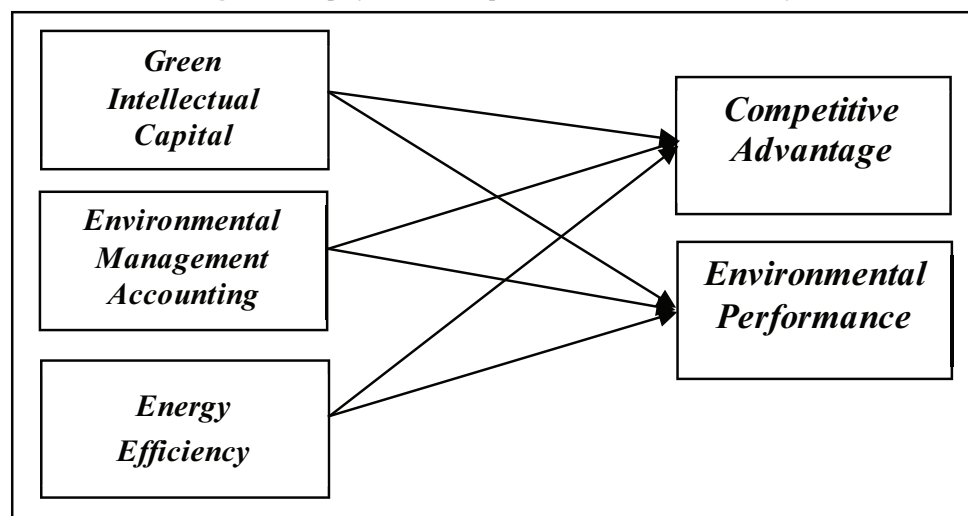 Green
Intellectual
Capital
Environmental
Management
Accounting
Energy
Efficiency
Competitive
Advantage
Environmental
Performance